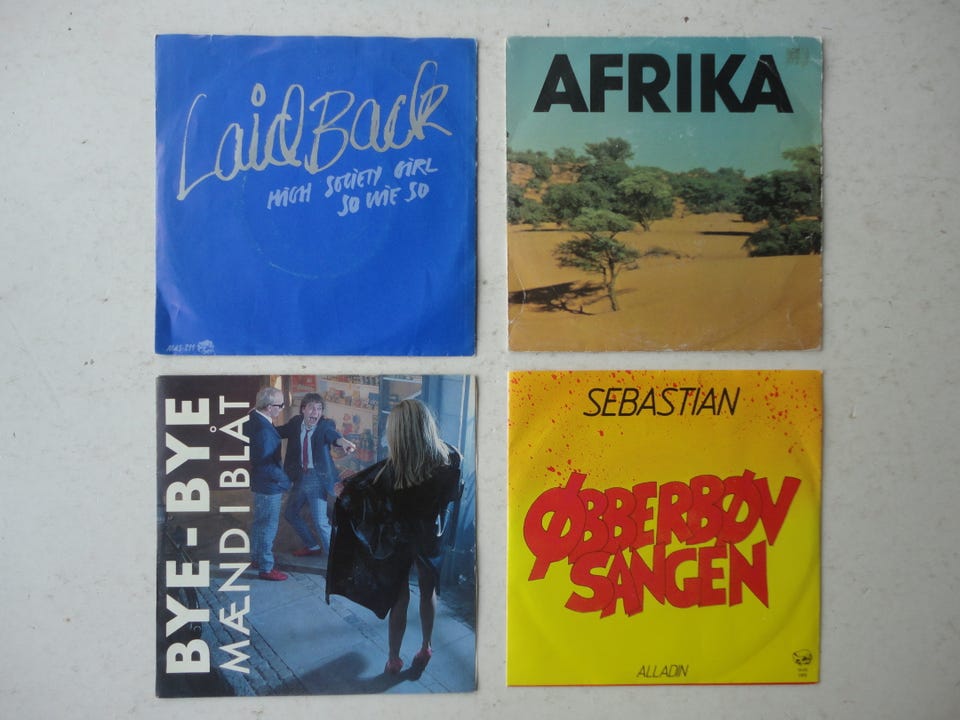 Laid Back
HIGH SOCIETY GIRL
SO WIE SO
AFRIKA
BYE-BYE
MÆND I BLÅT
SEBASTIAN
ØBBERBØV
SANGEN
ALLADIN